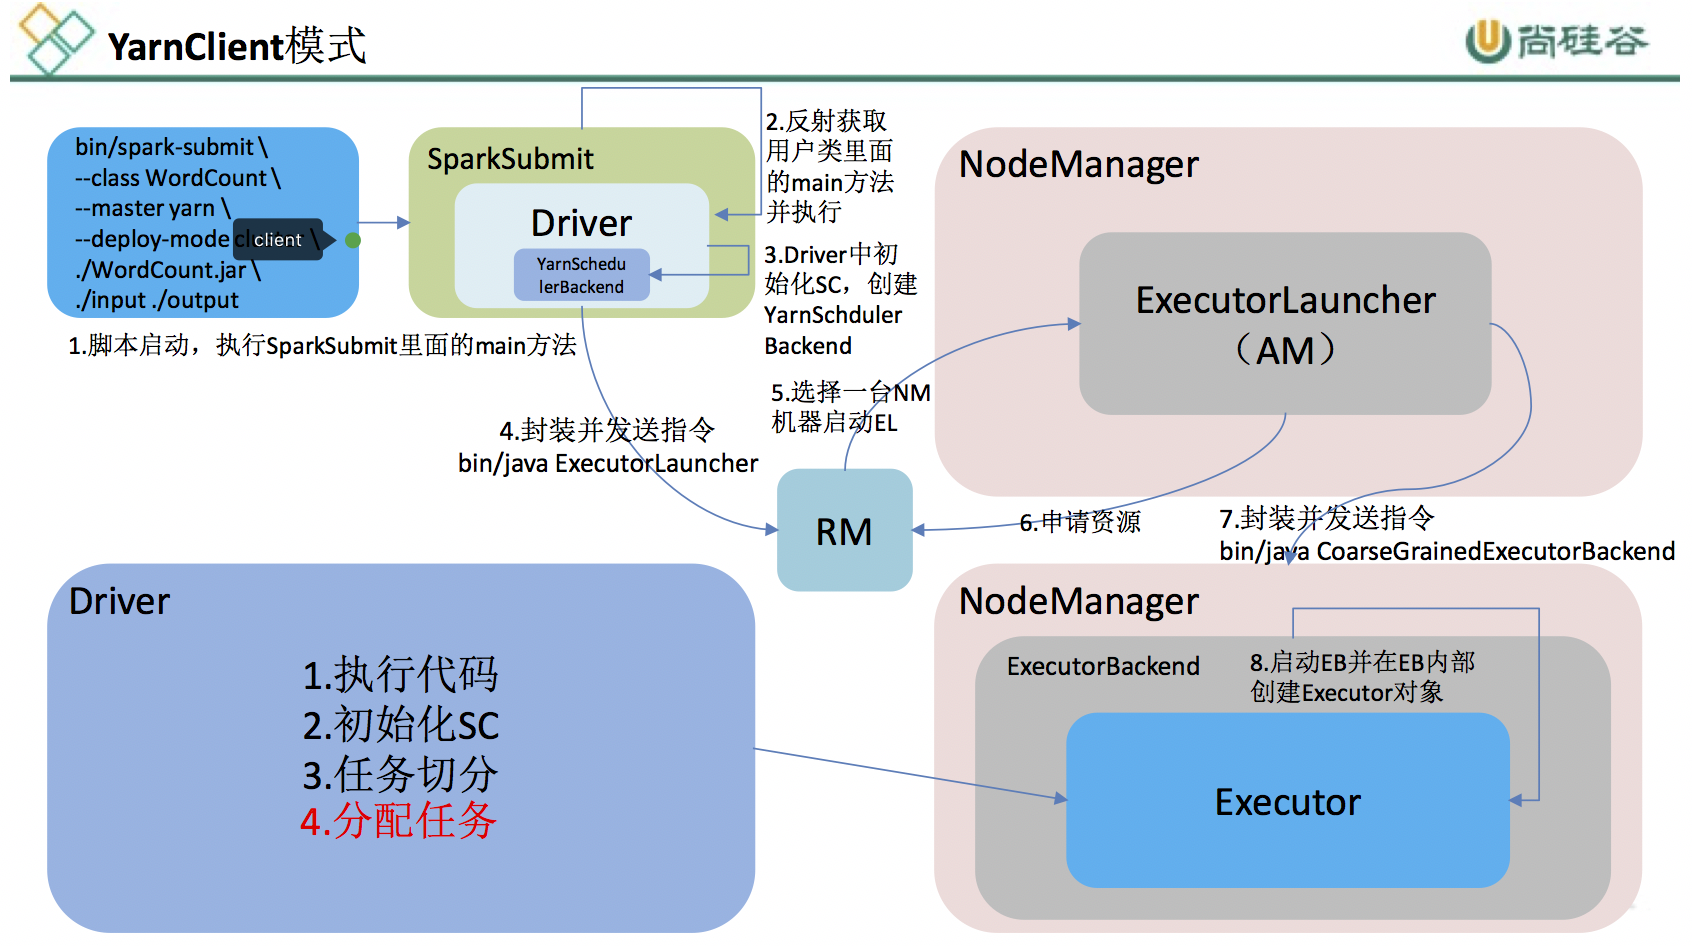 YarnClient模式
尚硅谷
bin/spark-submit \
--class WordCount \
--master yarn \
--deploy-mode \
client
./WordCount.jar \
./input ./output
1.脚本启动，执行SparkSubmit里面的main方法
SparkSubmit
Driver
YarnSchedu
lerBackend
2.反射获取
用户类里面
的main方法
并执行
3.Driver中初
始化SC，创建
YarnSchduler
Backend
4.封装并发送指令
bin/java ExecutorLauncher
5.选择一台NM
机器启动EL
RM
NodeManager
ExecutorLauncher
（AM）
6.申请资源
7.封装并发送指令
bin/java CoarseGrainedExecutorBackend
Driver
1.执行代码
2.初始化SC
3.任务切分
4.分配任务
NodeManager
ExecutorBackend
8.启动EB并在EB内部
创建Executor对象
Executor